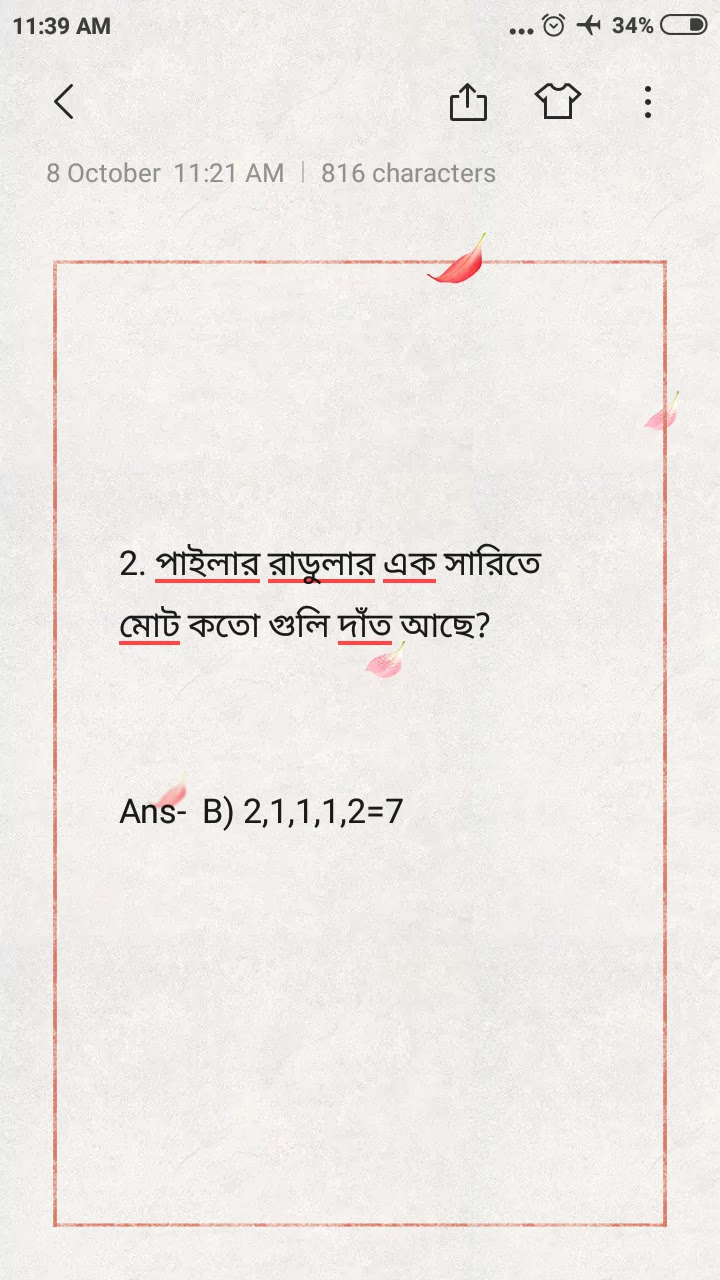 11:39 AM
... 34%
8 October 11:21 AM | 816 characters
2. পাইলার রাডুলার এক সারিতে
মোট কতো গুলি দাঁত আছে?
Ans- B) 2,1,1,1,2=7